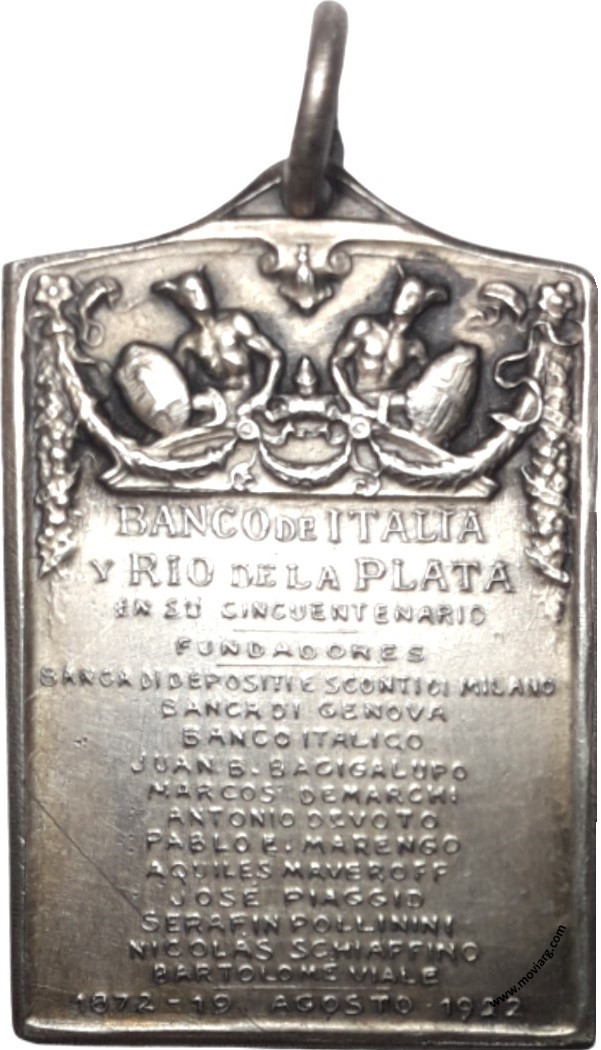 BANCO DE ITALIA
Y RIO DE LA PLATA
EN SU CINCUENTENARIO
FUNDADORES
BANCA DI DEPOSITI E SCONTI DI MILANO
BANCA DI GENOVA
BANCO ITALICO
JUAN B. BACIGALUPO
MARCOS DEMARCHI
ANTONIO DEVOTO
PABLO E. MARENGO
AQUILES MAVEROFF
JOSE PIAGGIO
SERAFIN POLLININI
NICOLAS SCHIAFFINO
BARTOLOME VIALE
1872-19 AGOSTO 1922
www.moviarg.com